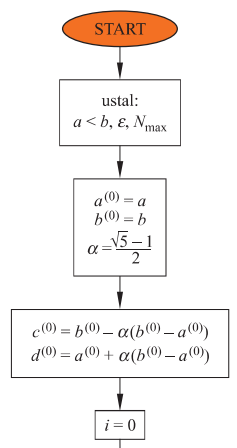 START
ustal:
a < b, ε, N_max
a⁽⁰⁾ = a
b⁽⁰⁾ = b
α = (√5 − 1)/2
c⁽⁰⁾ = b⁽⁰⁾ − α(b⁽⁰⁾ − a⁽⁰⁾)
d⁽⁰⁾ = a⁽⁰⁾ + α(b⁽⁰⁾ − a⁽⁰⁾)
i = 0